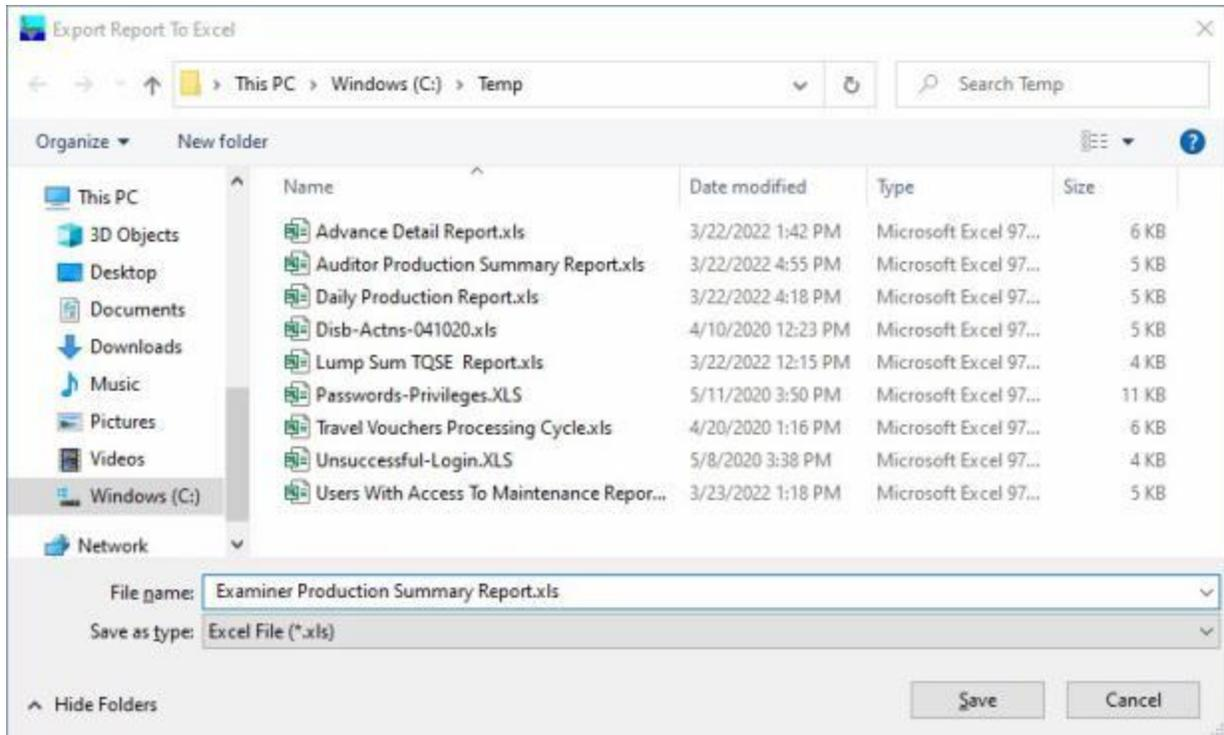 Export Report To Excel
This PC > Windows (C:) > Temp
Search Temp
Organize New folder
Name Date modified Type Size
This PC
3D Objects
Desktop
Documents
Downloads
Music
Pictures
Videos
Windows (C:)
Network
Advance Detail Report.xls 3/22/2022 1:42 PM Microsoft Excel 97... 6 KB
Auditor Production Summary Report.xls 3/22/2022 4:55 PM Microsoft Excel 97... 5 KB
Daily Production Report.xls 3/22/2022 4:18 PM Microsoft Excel 97... 5 KB
Disb-Actns-041020.xls 4/10/2020 12:23 PM Microsoft Excel 97... 5 KB
Lump Sum TQSE Report.xls 3/22/2022 12:15 PM Microsoft Excel 97... 4 KB
Passwords-Privileges.XLS 5/11/2020 3:50 PM Microsoft Excel 97... 11 KB
Travel Vouchers Processing Cycle.xls 4/20/2020 1:16 PM Microsoft Excel 97... 6 KB
Unsuccessful-Login.XLS 5/8/2020 3:38 PM Microsoft Excel 97... 4 KB
Users With Access To Maintenance Repor... 3/23/2022 1:18 PM Microsoft Excel 97... 5 KB
File name: Examiner Production Summary Report.xls
Save as type: Excel File (*.xls)
Hide Folders
Save Cancel